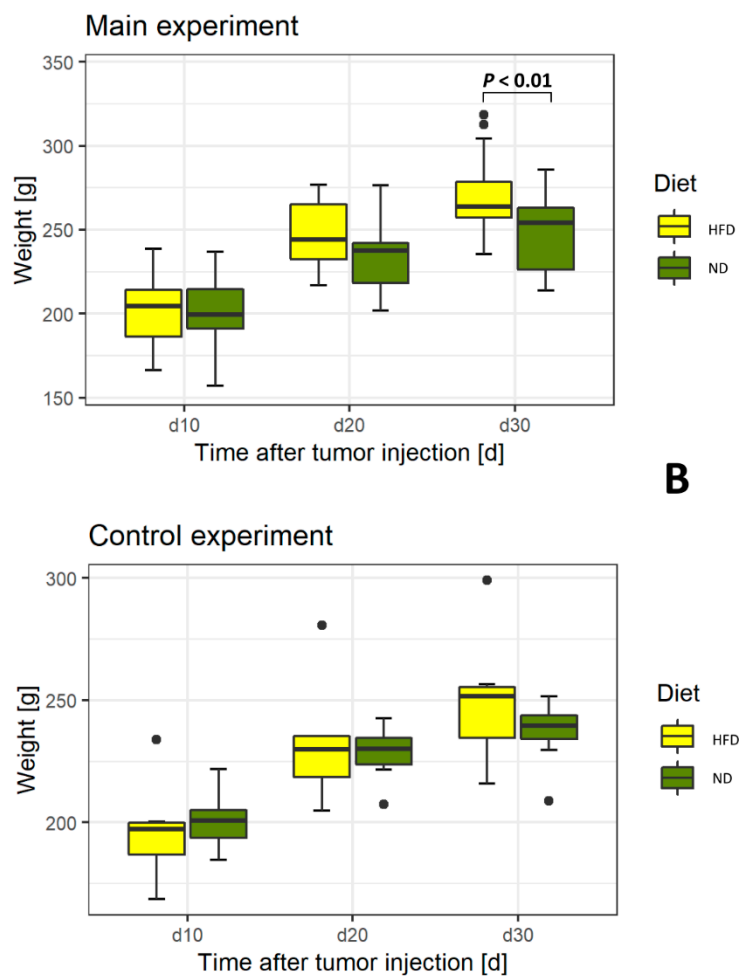 Main experiment
350
P < 0.01
300
Weight [g]
250
200
150
d10 d20 d30
Time after tumor injection [d]
Diet
HFD
ND
B
Control experiment
300
Weight [g]
250
200
d10 d20 d30
Time after tumor injection [d]
Diet
HFD
ND